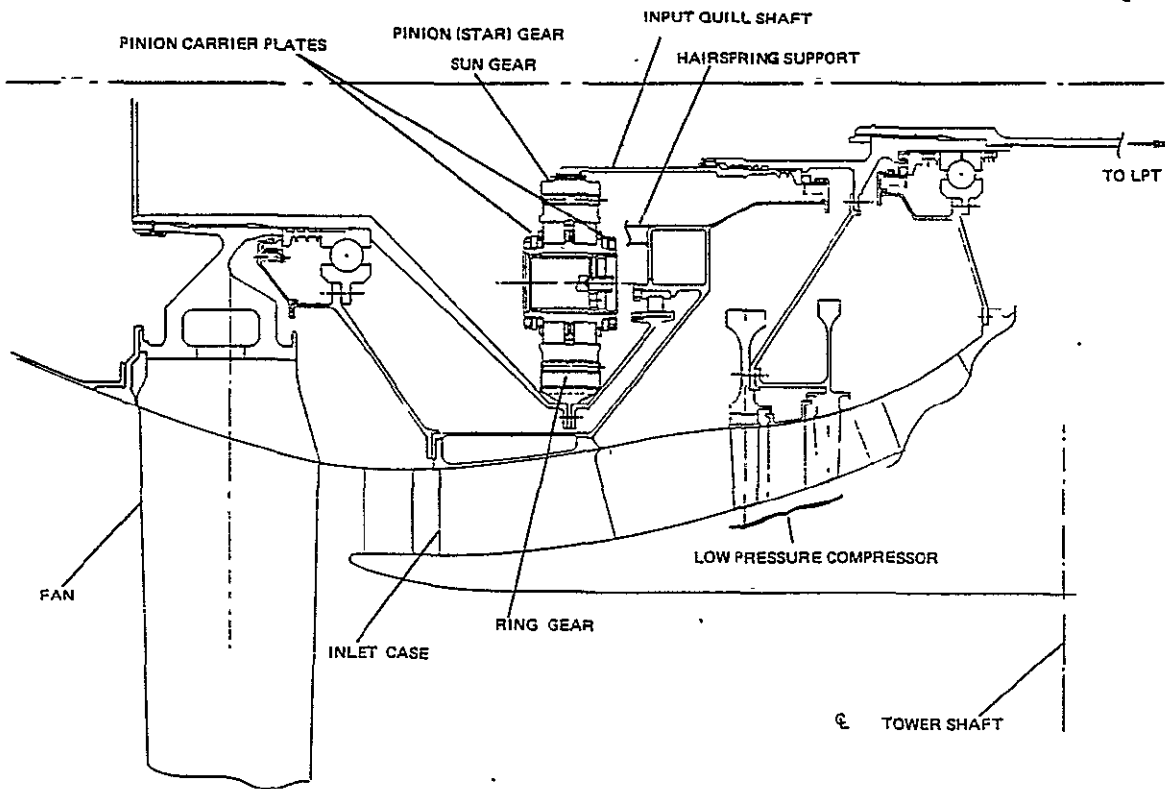 INPUT QUILL SHAFT
PINION CARRIER PLATES
PINION (STAR) GEAR
SUN GEAR
HAIRSPRING SUPPORT
TO LPT
LOW PRESSURE COMPRESSOR
FAN
RING GEAR
INLET CASE
℄ TOWER SHAFT